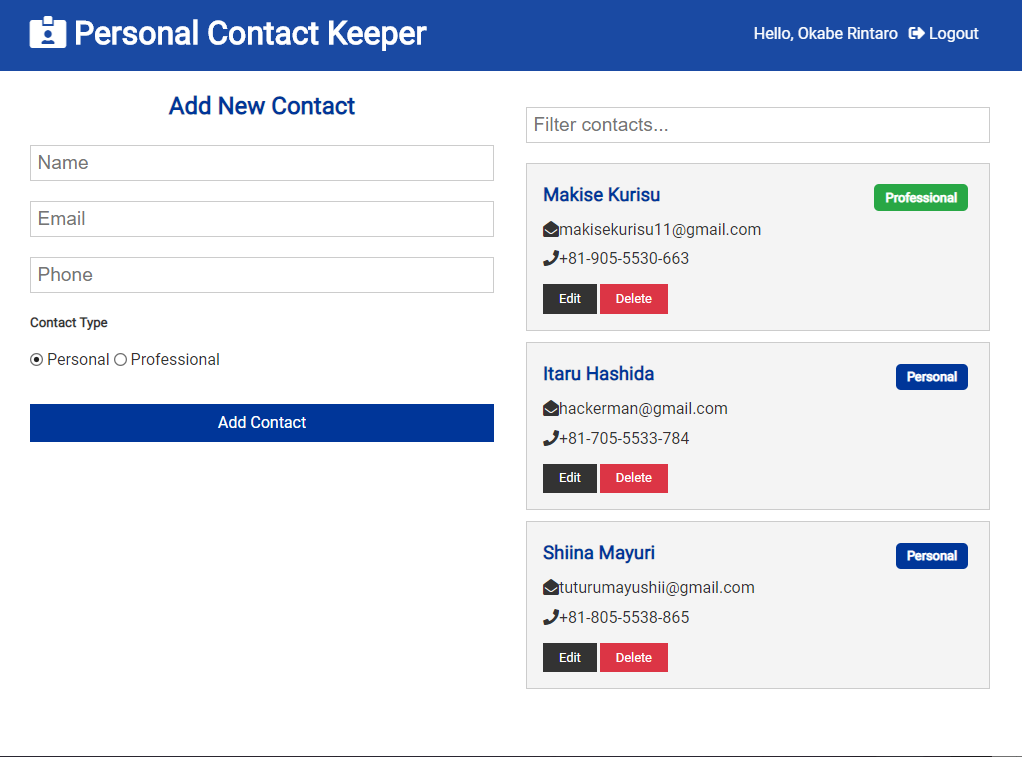 Personal Contact Keeper
Hello, Okabe Rintaro Logout
Add New Contact
Name
Email
Phone
Contact Type
Personal Professional
Add Contact
Filter contacts...
Makise Kurisu Professional
makisekurisu11@gmail.com
+81-905-5530-663
Edit Delete
Itaru Hashida Personal
hackerman@gmail.com
+81-705-5533-784
Edit Delete
Shiina Mayuri Personal
tuturumayushii@gmail.com
+81-805-5538-865
Edit Delete